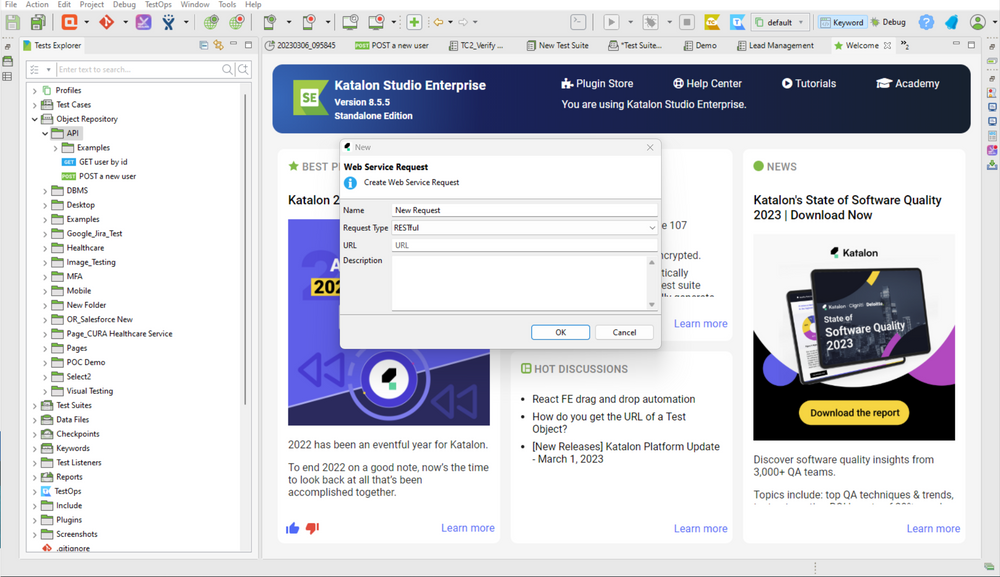 File Action Edit Project Debug TestOps Window Tools Help
default
Keyword
Debug
Tests Explorer
20230306_095845
POST POST a new user
TC2_Verify ...
New Test Suite
*Test Suite...
Demo
Lead Management
Welcome
Enter text to search...
Profiles
Test Cases
Object Repository
API
Examples
GET GET user by id
POST POST a new user
DBMS
Desktop
Examples
Google_Jira_Test
Healthcare
Image_Testing
MFA
Mobile
New Folder
OR_Salesforce New
Page_CURA Healthcare Service
Pages
POC Demo
Select2
Visual Testing
Test Suites
Data Files
Checkpoints
Keywords
Test Listeners
Reports
TestOps
Include
Plugins
Screenshots
.gitignore
SE
Katalon Studio Enterprise
Version 8.5.5
Standalone Edition
Plugin Store
Help Center
Tutorials
Academy
You are using Katalon Studio Enterprise.
New
Web Service Request
Create Web Service Request
Name
New Request
Request Type
RESTful
URL
URL
Description
OK
Cancel
BEST P
Katalon 2
2022 has been an eventful year for Katalon.
To end 2022 on a good note, now's the time
to look back at all that's been
accomplished together.
Learn more
e 107
ncrypted.
tically
est suite
Learn more
HOT DISCUSSIONS
React FE drag and drop automation
How do you get the URL of a Test
Object?
[New Releases] Katalon Platform Update
- March 1, 2023
Learn more
NEWS
Katalon's State of Software Quality
2023 | Download Now
Katalon
State of
Software Quality
2023
Download the report
Discover software quality insights from
3,000+ QA teams.
Topics include: top QA techniques & trends,
Learn more